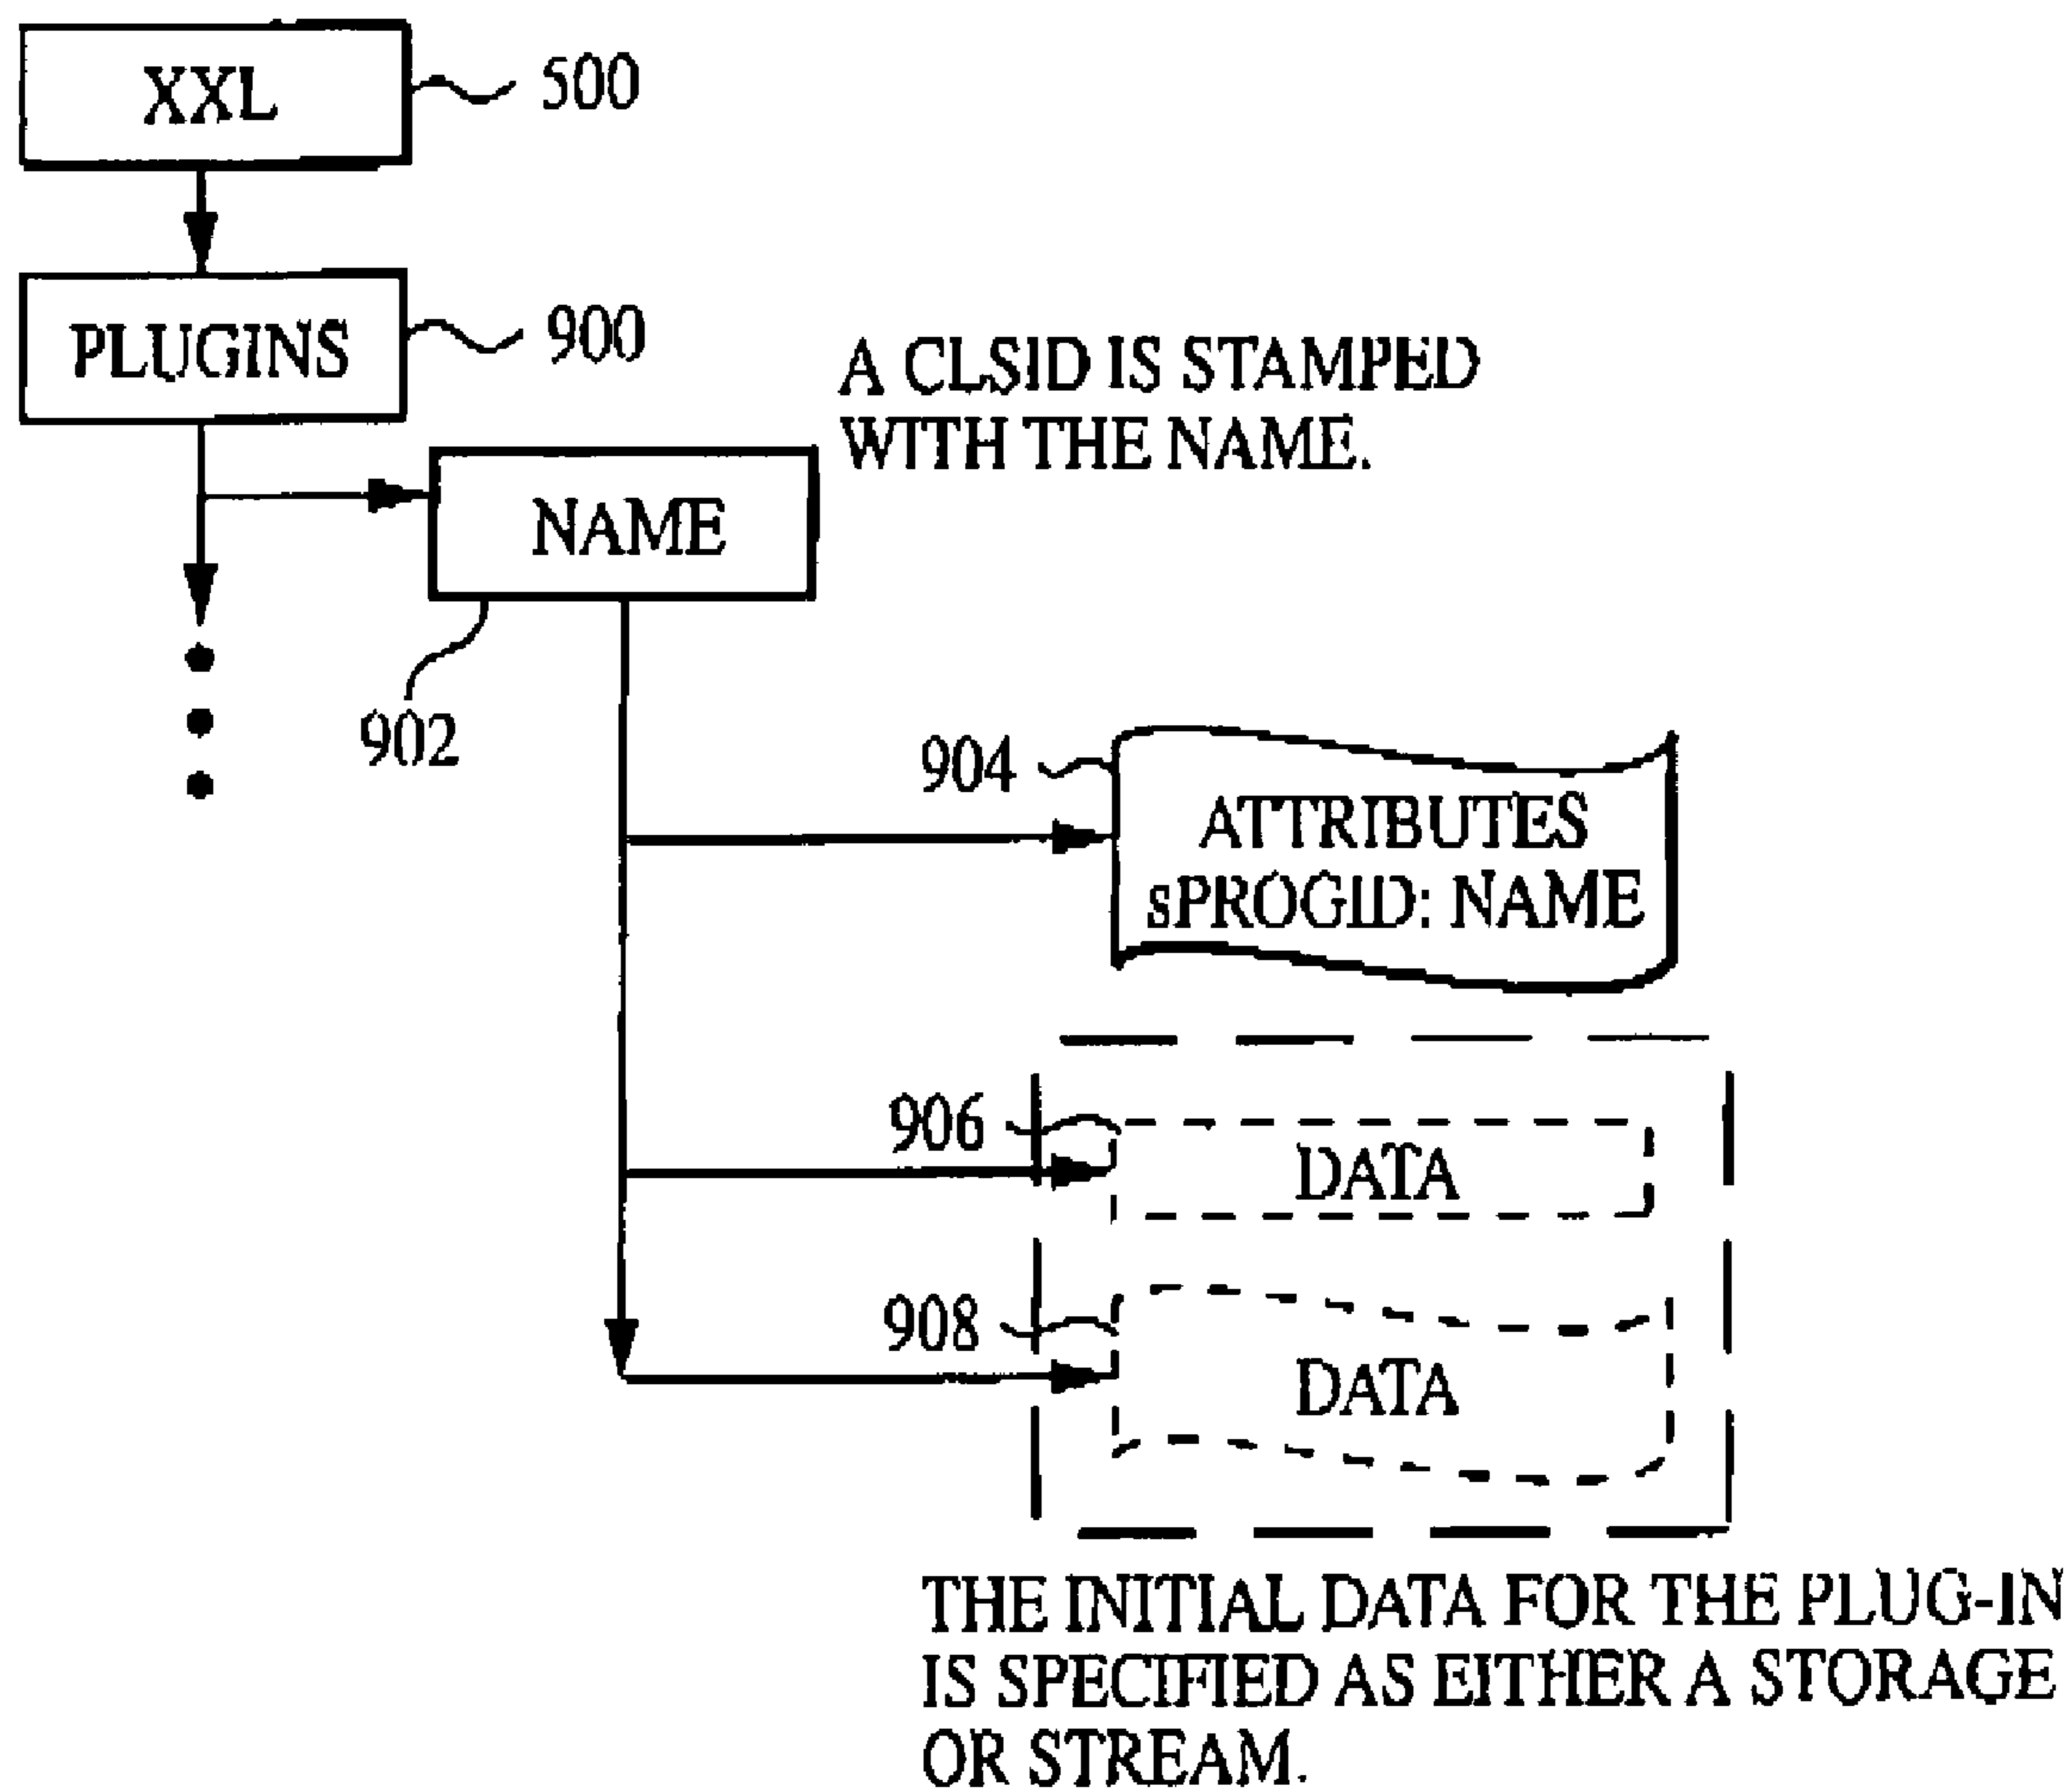 XXL
500
PLUGINS
900
A CLSID IS STAMPED
WITH THE NAME.
NAME
902
904
ATTRIBUTES
sPROGID: NAME
906
DATA
908
DATA
THE INITIAL DATA FOR THE PLUG-IN
IS SPECIFIED AS EITHER A STORAGE
OR STREAM.